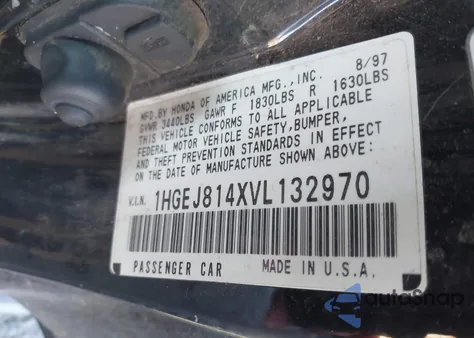 MFD.BY HONDA OF AMERICA MFG.,INC. 8/97
GVWR 3440LBS GAWR F 1830LBS R 1630LBS
THIS VEHICLE CONFORMS TO ALL APPLICABLE
FEDERAL MOTOR VEHICLE SAFETY,BUMPER,
AND THEFT PREVENTION STANDARDS IN EFFECT
ON THE DATE OF MANUFACTURE SHOWN ABOVE.
V.I.N. 1HGEJ814XVL132970
PASSENGER CAR MADE IN U.S.A.
autoSnap